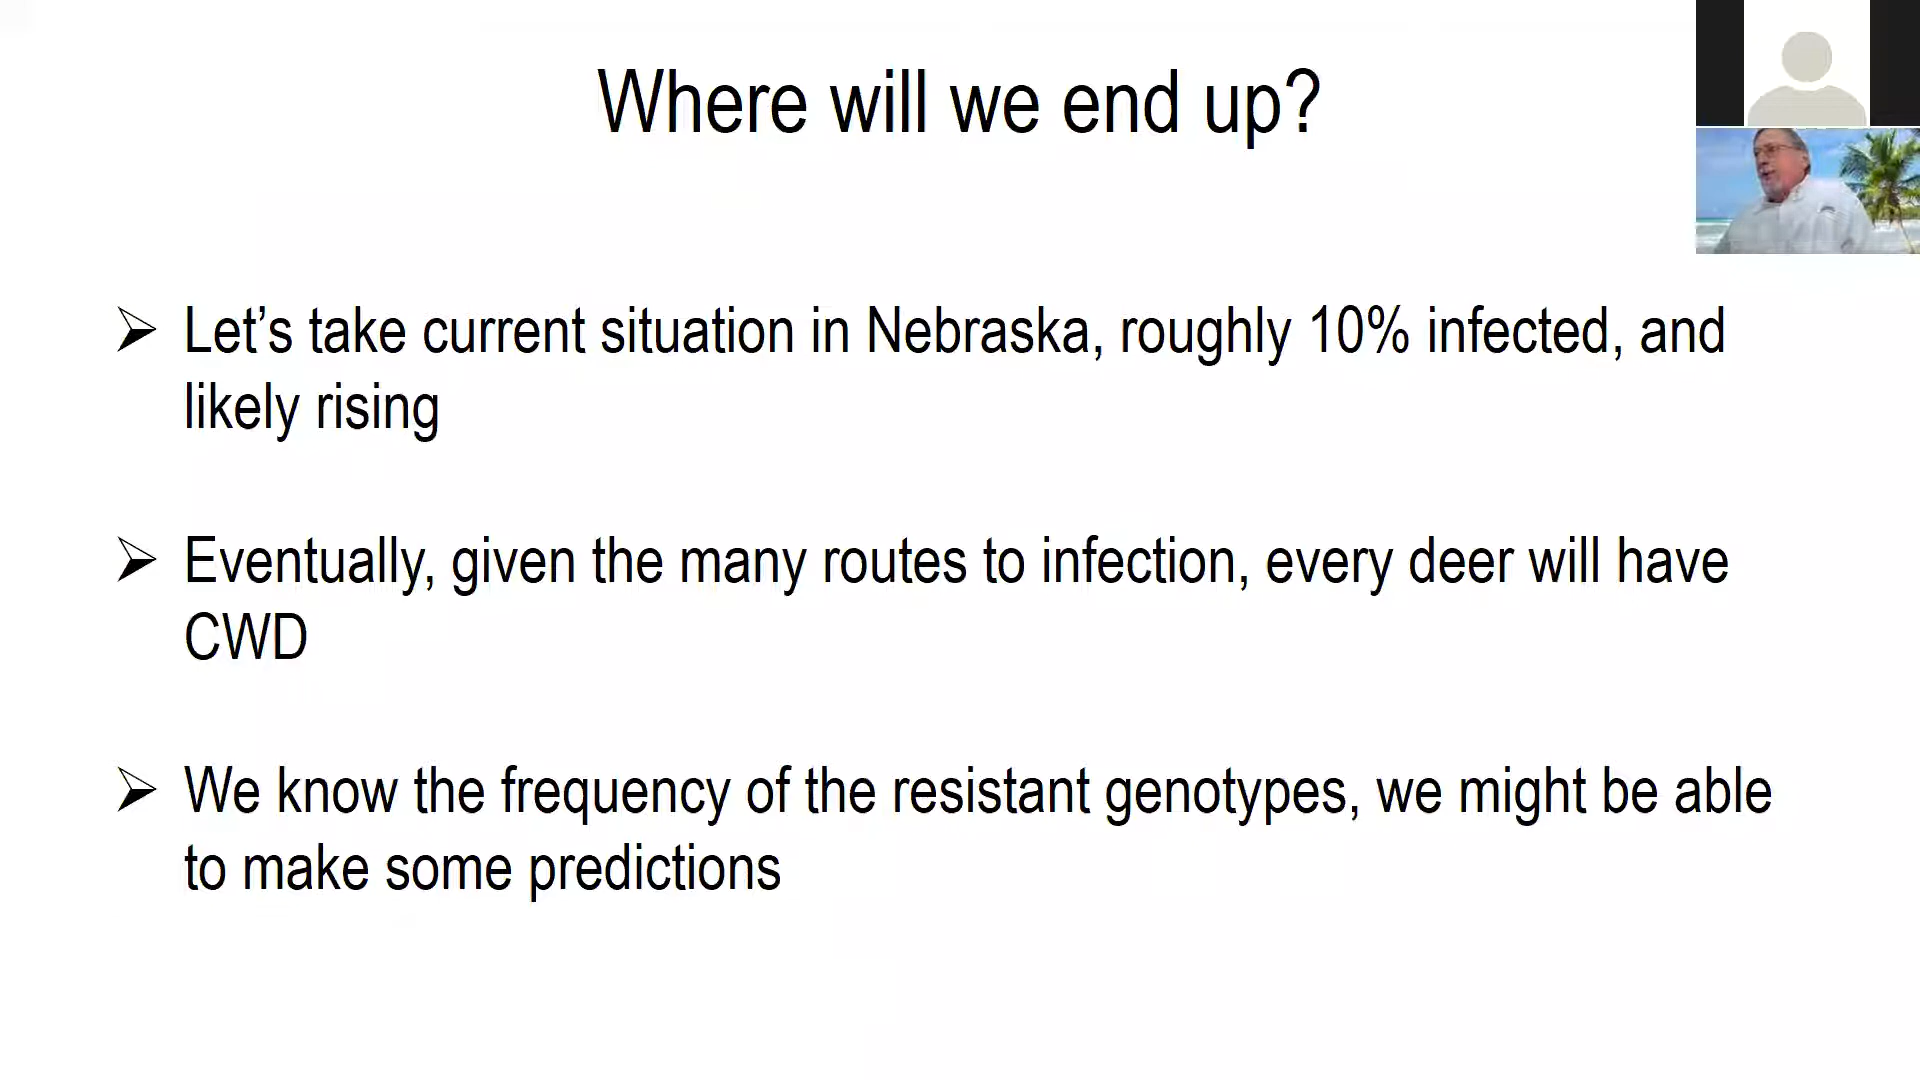 Where will we end up?
Let’s take current situation in Nebraska, roughly 10% infected, and
likely rising
Eventually, given the many routes to infection, every deer will have
CWD
We know the frequency of the resistant genotypes, we might be able
to make some predictions